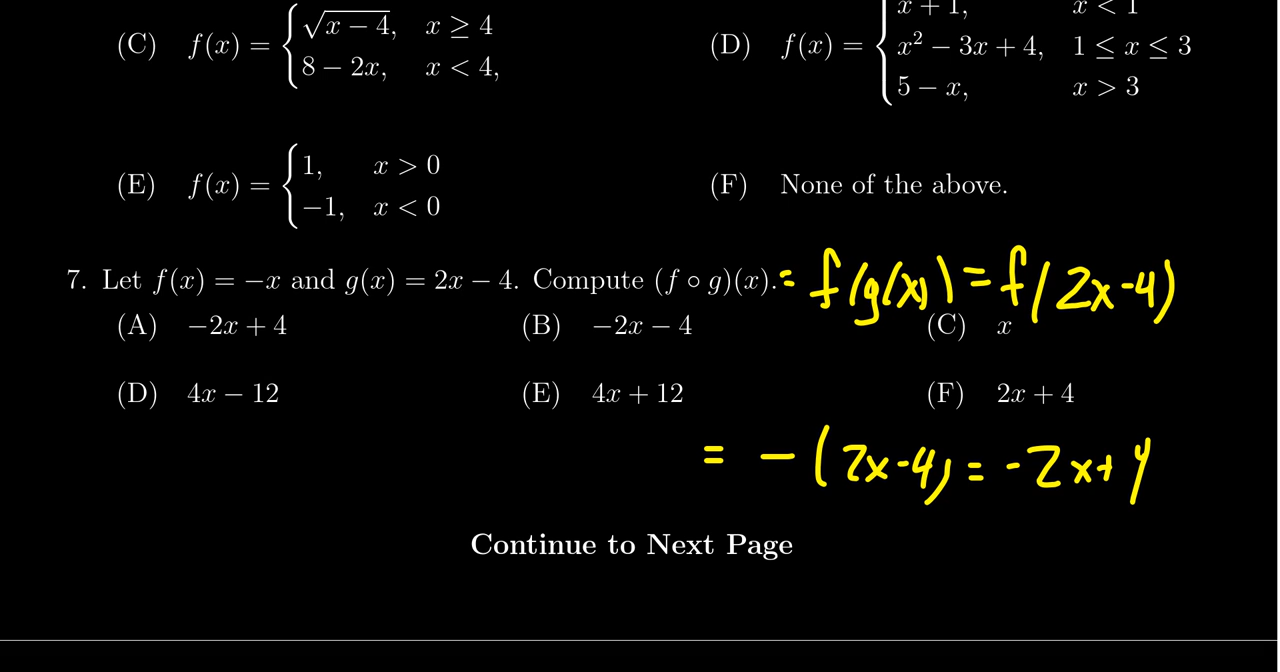 x + 1, x < 1
(C) f(x) = { √(x − 4), x ≥ 4
8 − 2x, x < 4,
(D) f(x) = { x² − 3x + 4, 1 ≤ x ≤ 3
5 − x, x > 3
(E) f(x) = { 1, x > 0
−1, x < 0
(F) None of the above.
7. Let f(x) = −x and g(x) = 2x − 4. Compute (f ∘ g)(x). = f(g(x)) = f(2x-4)
(A) −2x + 4 (B) −2x − 4 (C) x
(D) 4x − 12 (E) 4x + 12 (F) 2x + 4
= -(2x-4) = -2x+4
Continue to Next Page